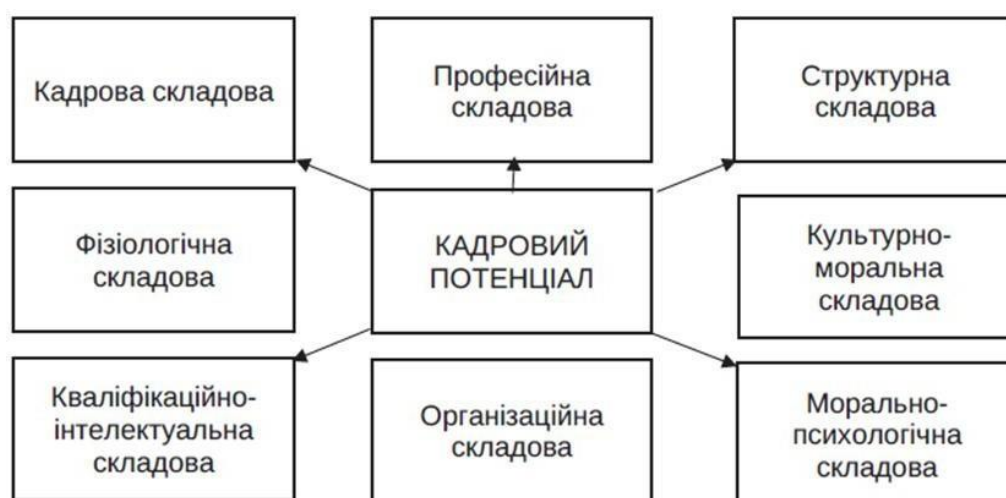 Кадрова складова
Професійна
складова
Структурна
складова
Фізіологічна
складова
КАДРОВИЙ
ПОТЕНЦІАЛ
Культурно-
моральна
складова
Кваліфікаційно-
інтелектуальна
складова
Організаційна
складова
Морально-
психологічна
складова